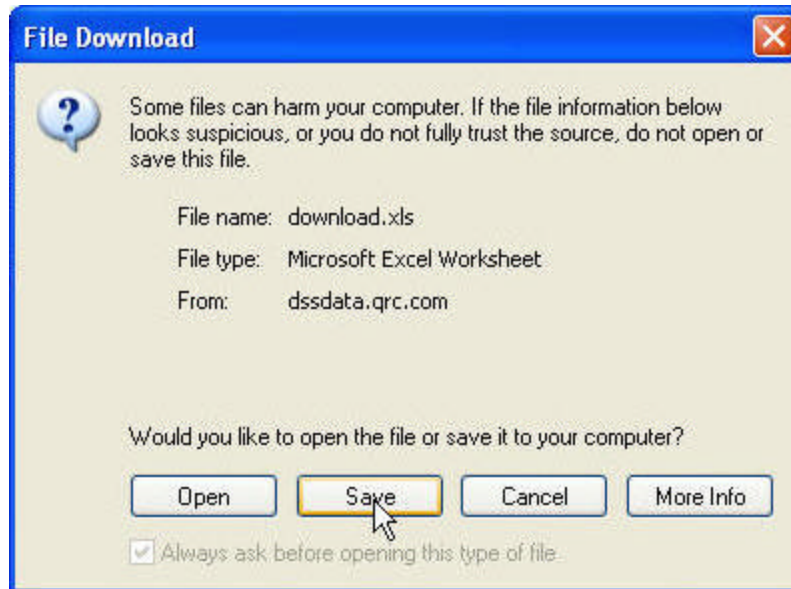 File Download
Some files can harm your computer. If the file information below
looks suspicious, or you do not fully trust the source, do not open or
save this file.
File name: download.xls
File type: Microsoft Excel Worksheet
From: dssdata.qrc.com
Would you like to open the file or save it to your computer?
Open Save Cancel More Info
Always ask before opening this type of file